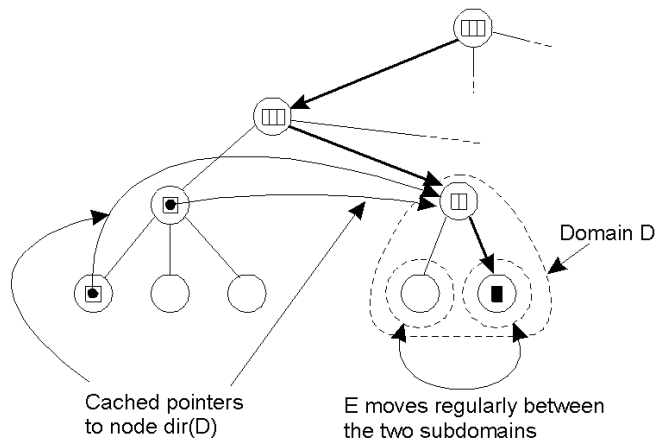 Domain D
Cached pointers
to node dir(D)
E moves regularly between
the two subdomains